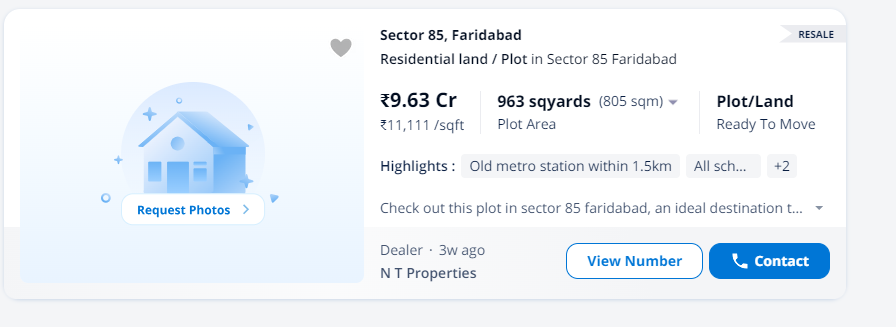 Sector 85, Faridabad
RESALE
Residential land / Plot in Sector 85 Faridabad
₹9.63 Cr
₹11,111 /sqft
963 sqyards (805 sqm)
Plot Area
Plot/Land
Ready To Move
Highlights : Old metro station within 1.5km All sch... +2
Request Photos
Check out this plot in sector 85 faridabad, an ideal destination t...
Dealer · 3w ago
N T Properties
View Number
Contact